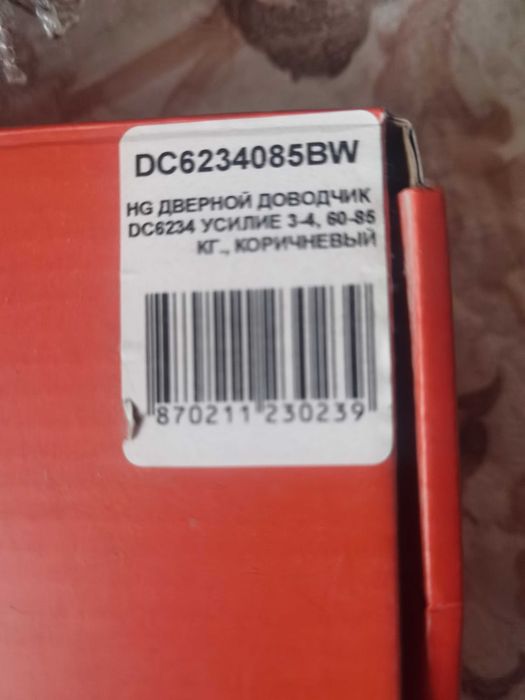 DC6234085BW
HG ДВЕРНОЙ ДОВОДЧИК
DC6234 УСИЛИЕ 3-4, 60-85
КГ., КОРИЧНЕВЫЙ
870211 230239